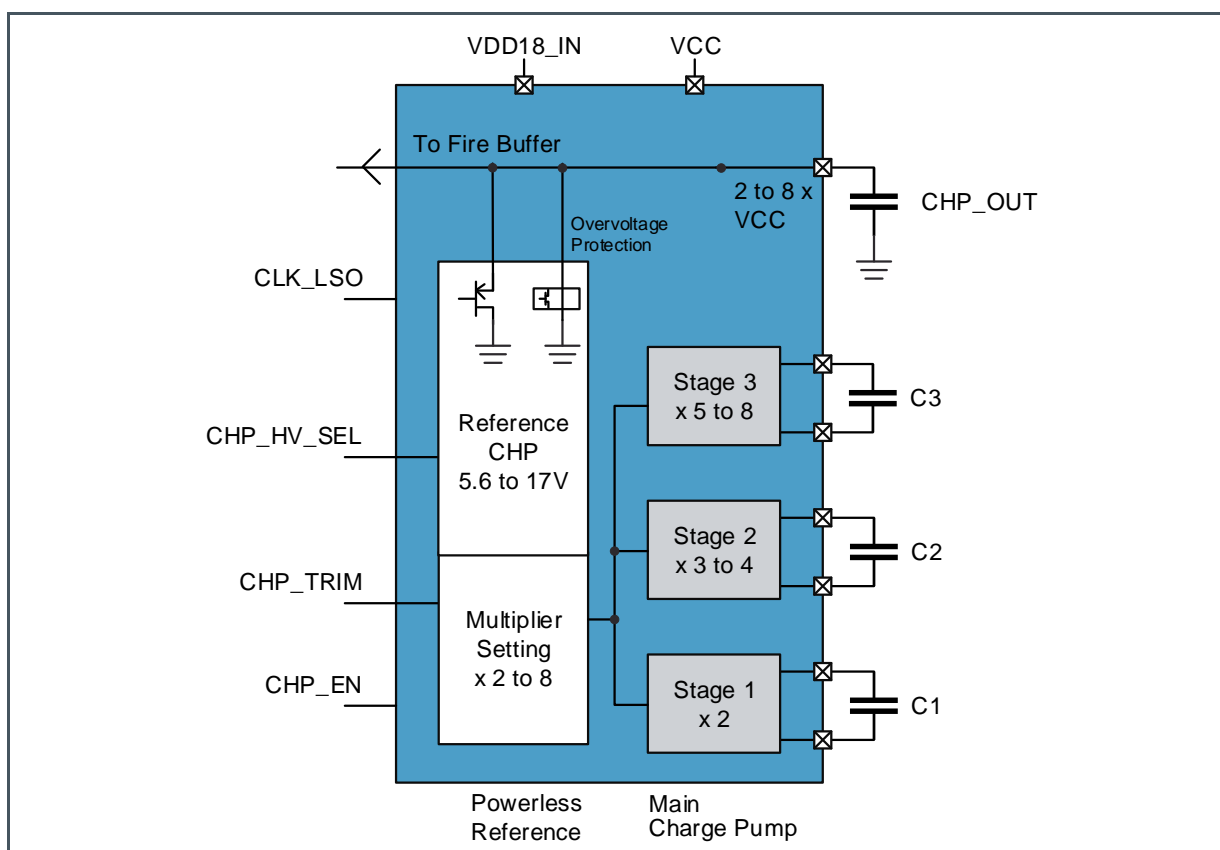 VDD18_IN
VCC
To Fire Buffer
2 to 8 x
VCC
CHP_OUT
Overvoltage
Protection
CLK_LSO
Reference
CHP
5.6 to 17V
CHP_HV_SEL
Stage 3
x 5 to 8
C3
Stage 2
x 3 to 4
C2
CHP_TRIM
Multiplier
Setting
x 2 to 8
CHP_EN
Stage 1
x 2
C1
Powerless
Reference
Main
Charge Pump